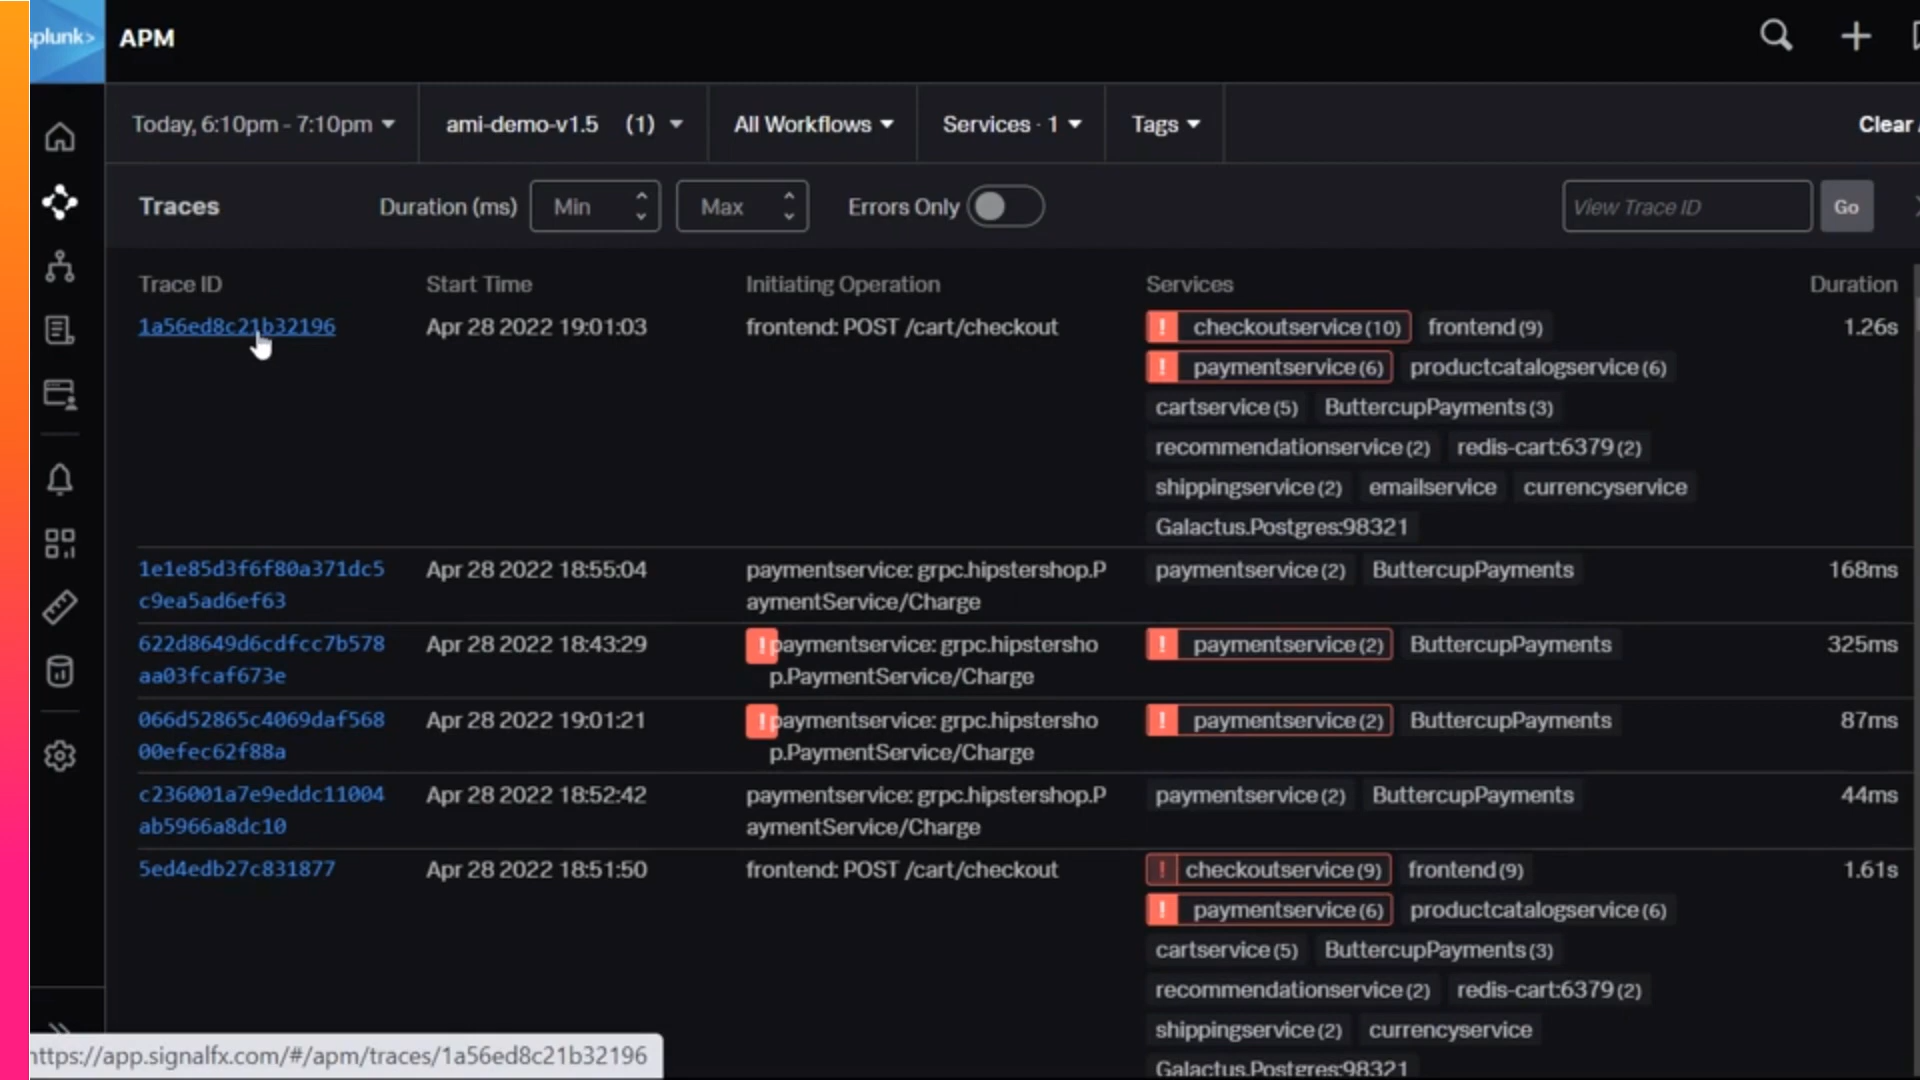 splunk> APM
Today, 6:10pm - 7:10pm ami-demo-v1.5 (1) All Workflows Services · 1 Tags Clear
Traces Duration (ms) Min Max Errors Only View Trace ID Go
Trace ID Start Time Initiating Operation Services Duration
1a56ed8c21b32196 Apr 28 2022 19:01:03 frontend: POST /cart/checkout ! checkoutservice (10) frontend (9) 1.26s
! paymentservice (6) productcatalogservice (6)
cartservice (5) ButtercupPayments (3)
recommendationservice (2) redis-cart:6379 (2)
shippingservice (2) emailservice currencyservice
Galactus.Postgres:98321
1e1e85d3f6f80a371dc5 Apr 28 2022 18:55:04 paymentservice: grpc.hipstershop.P paymentservice (2) ButtercupPayments 168ms
c9ea5ad6ef63 aymentService/Charge
622d8649d6cdfcc7b578 Apr 28 2022 18:43:29 ! paymentservice: grpc.hipstersho ! paymentservice (2) ButtercupPayments 325ms
aa03fcaf673e p.PaymentService/Charge
066d52865c4069daf568 Apr 28 2022 19:01:21 ! paymentservice: grpc.hipstersho ! paymentservice (2) ButtercupPayments 87ms
00efec62f88a p.PaymentService/Charge
c236001a7e9eddc11004 Apr 28 2022 18:52:42 paymentservice: grpc.hipstershop.P paymentservice (2) ButtercupPayments 44ms
ab5966a8dc10 aymentService/Charge
5ed4edb27c831877 Apr 28 2022 18:51:50 frontend: POST /cart/checkout ! checkoutservice (9) frontend (9) 1.61s
! paymentservice (6) productcatalogservice (6)
cartservice (5) ButtercupPayments (3)
recommendationservice (2) redis-cart:6379 (2)
shippingservice (2) currencyservice
Galactus.Postgres:98321
https://app.signalfx.com/#/apm/traces/1a56ed8c21b32196